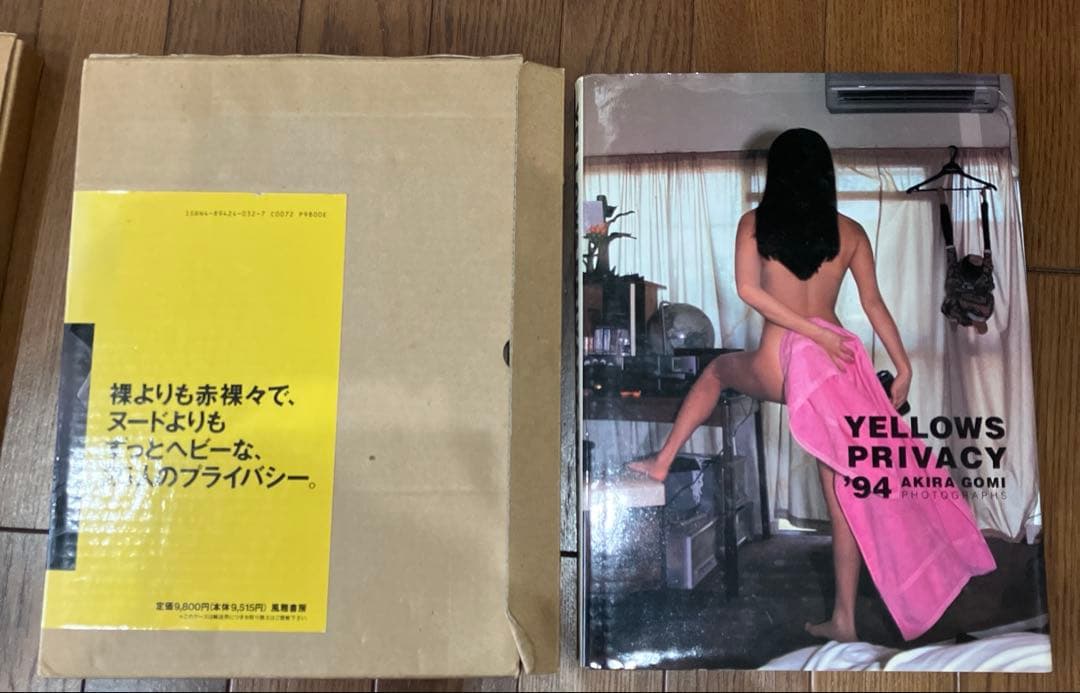 ISBN4-89424-032-7 C0072 P9800E
裸よりも赤裸々で、
ヌードよりも
ずっとヘビーな、
人のプライバシー。
定価9,800円(本体9,515円) 風雅書房
YELLOWS
PRIVACY
'94 AKIRA GOMI
PHOTOGRAPHS